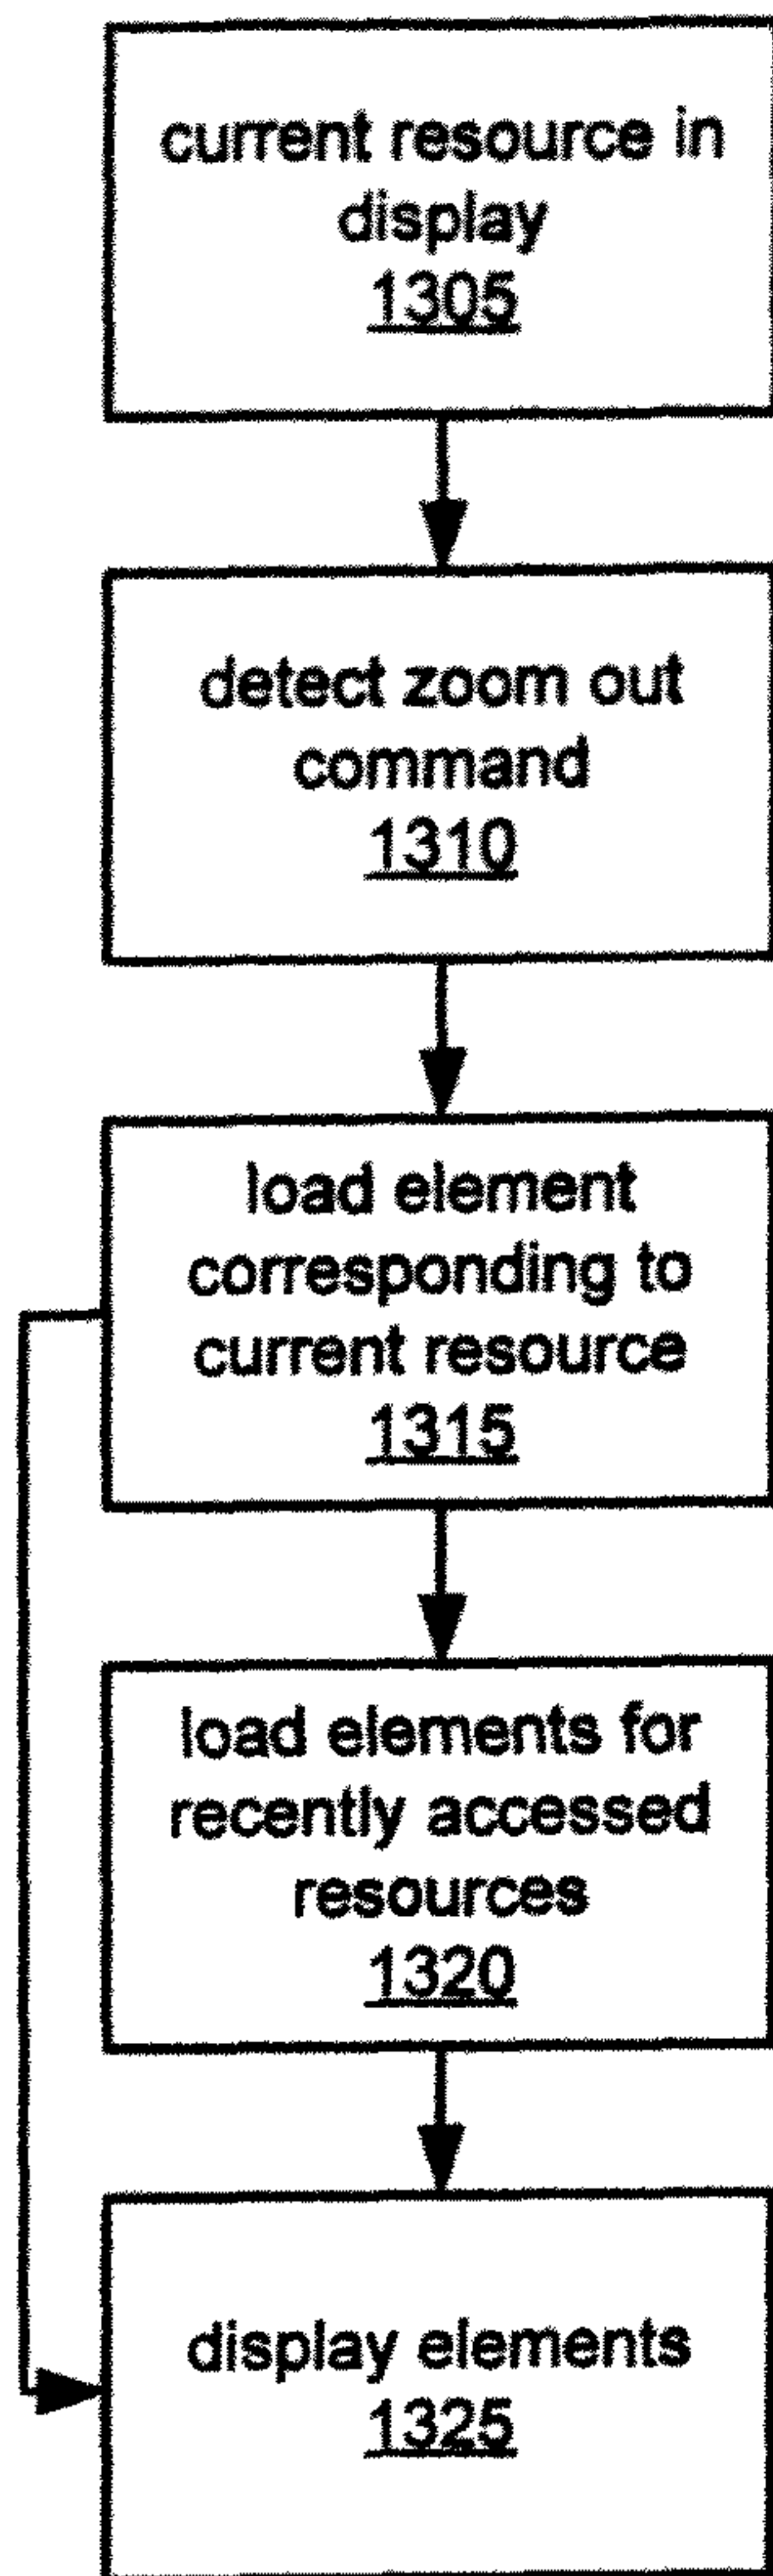 current resource in
display
1305
detect zoom out
command
1310
load element
corresponding to
current resource
1315
load elements for
recently accessed
resources
1320
display elements
1325